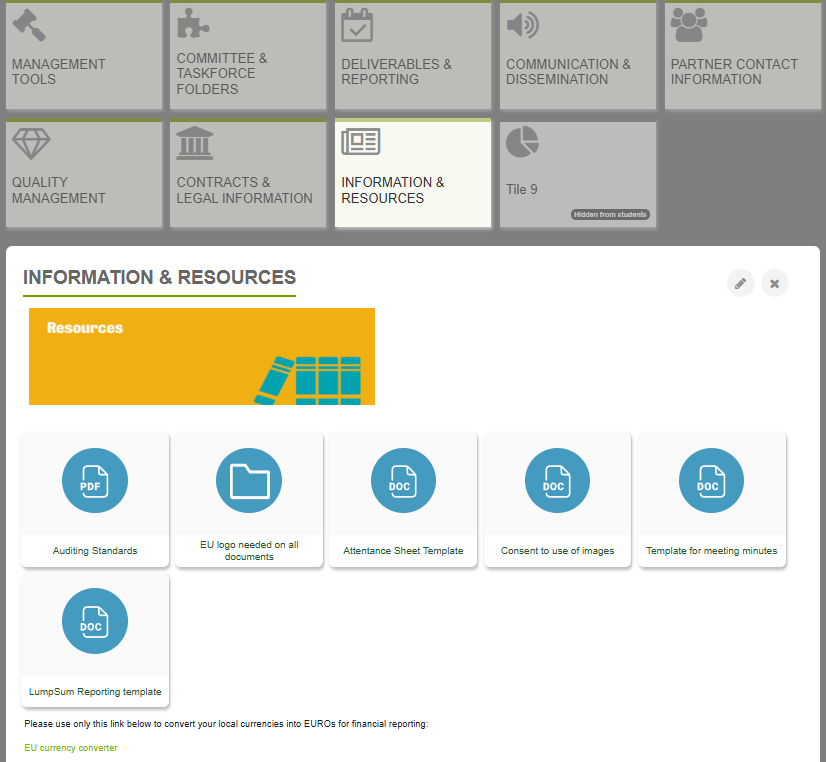 MANAGEMENT
TOOLS
COMMITTEE &
TASKFORCE
FOLDERS
DELIVERABLES &
REPORTING
COMMUNICATION &
DISSEMINATION
PARTNER CONTACT
INFORMATION
QUALITY
MANAGEMENT
CONTRACTS &
LEGAL INFORMATION
INFORMATION &
RESOURCES
Tile 9
Hidden from students
INFORMATION & RESOURCES
Resources
PDF
Auditing Standards
EU logo needed on all
documents
DOC
Attentance Sheet Template
DOC
Consent to use of images
DOC
Template for meeting minutes
DOC
LumpSum Reporting template
Please use only this link below to convert your local currencies into EUROs for financial reporting:
EU currency converter